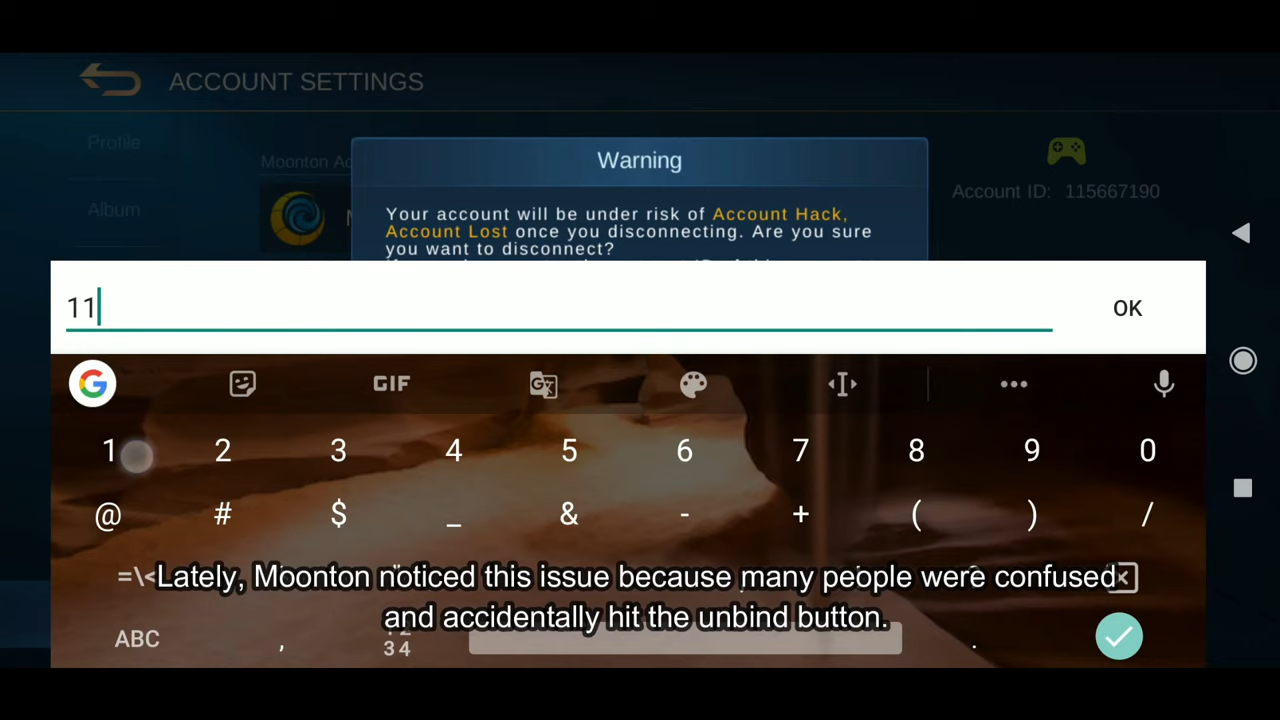 ACCOUNT SETTINGS
Profile
Moonton
Warning
Album
Account ID: 115667190
Your account will be under risk of Account Hack,
Account Lost once you disconnecting. Are you sure
you want to disconnect?
11
OK
G
GIF
1 2 3 4 5 6 7 8 9 0
@ # $ _ & - + ( ) /
=\<
Lately, Moonton noticed this issue because many people were confused
and accidentally hit the unbind button.
ABC , 12 .
34